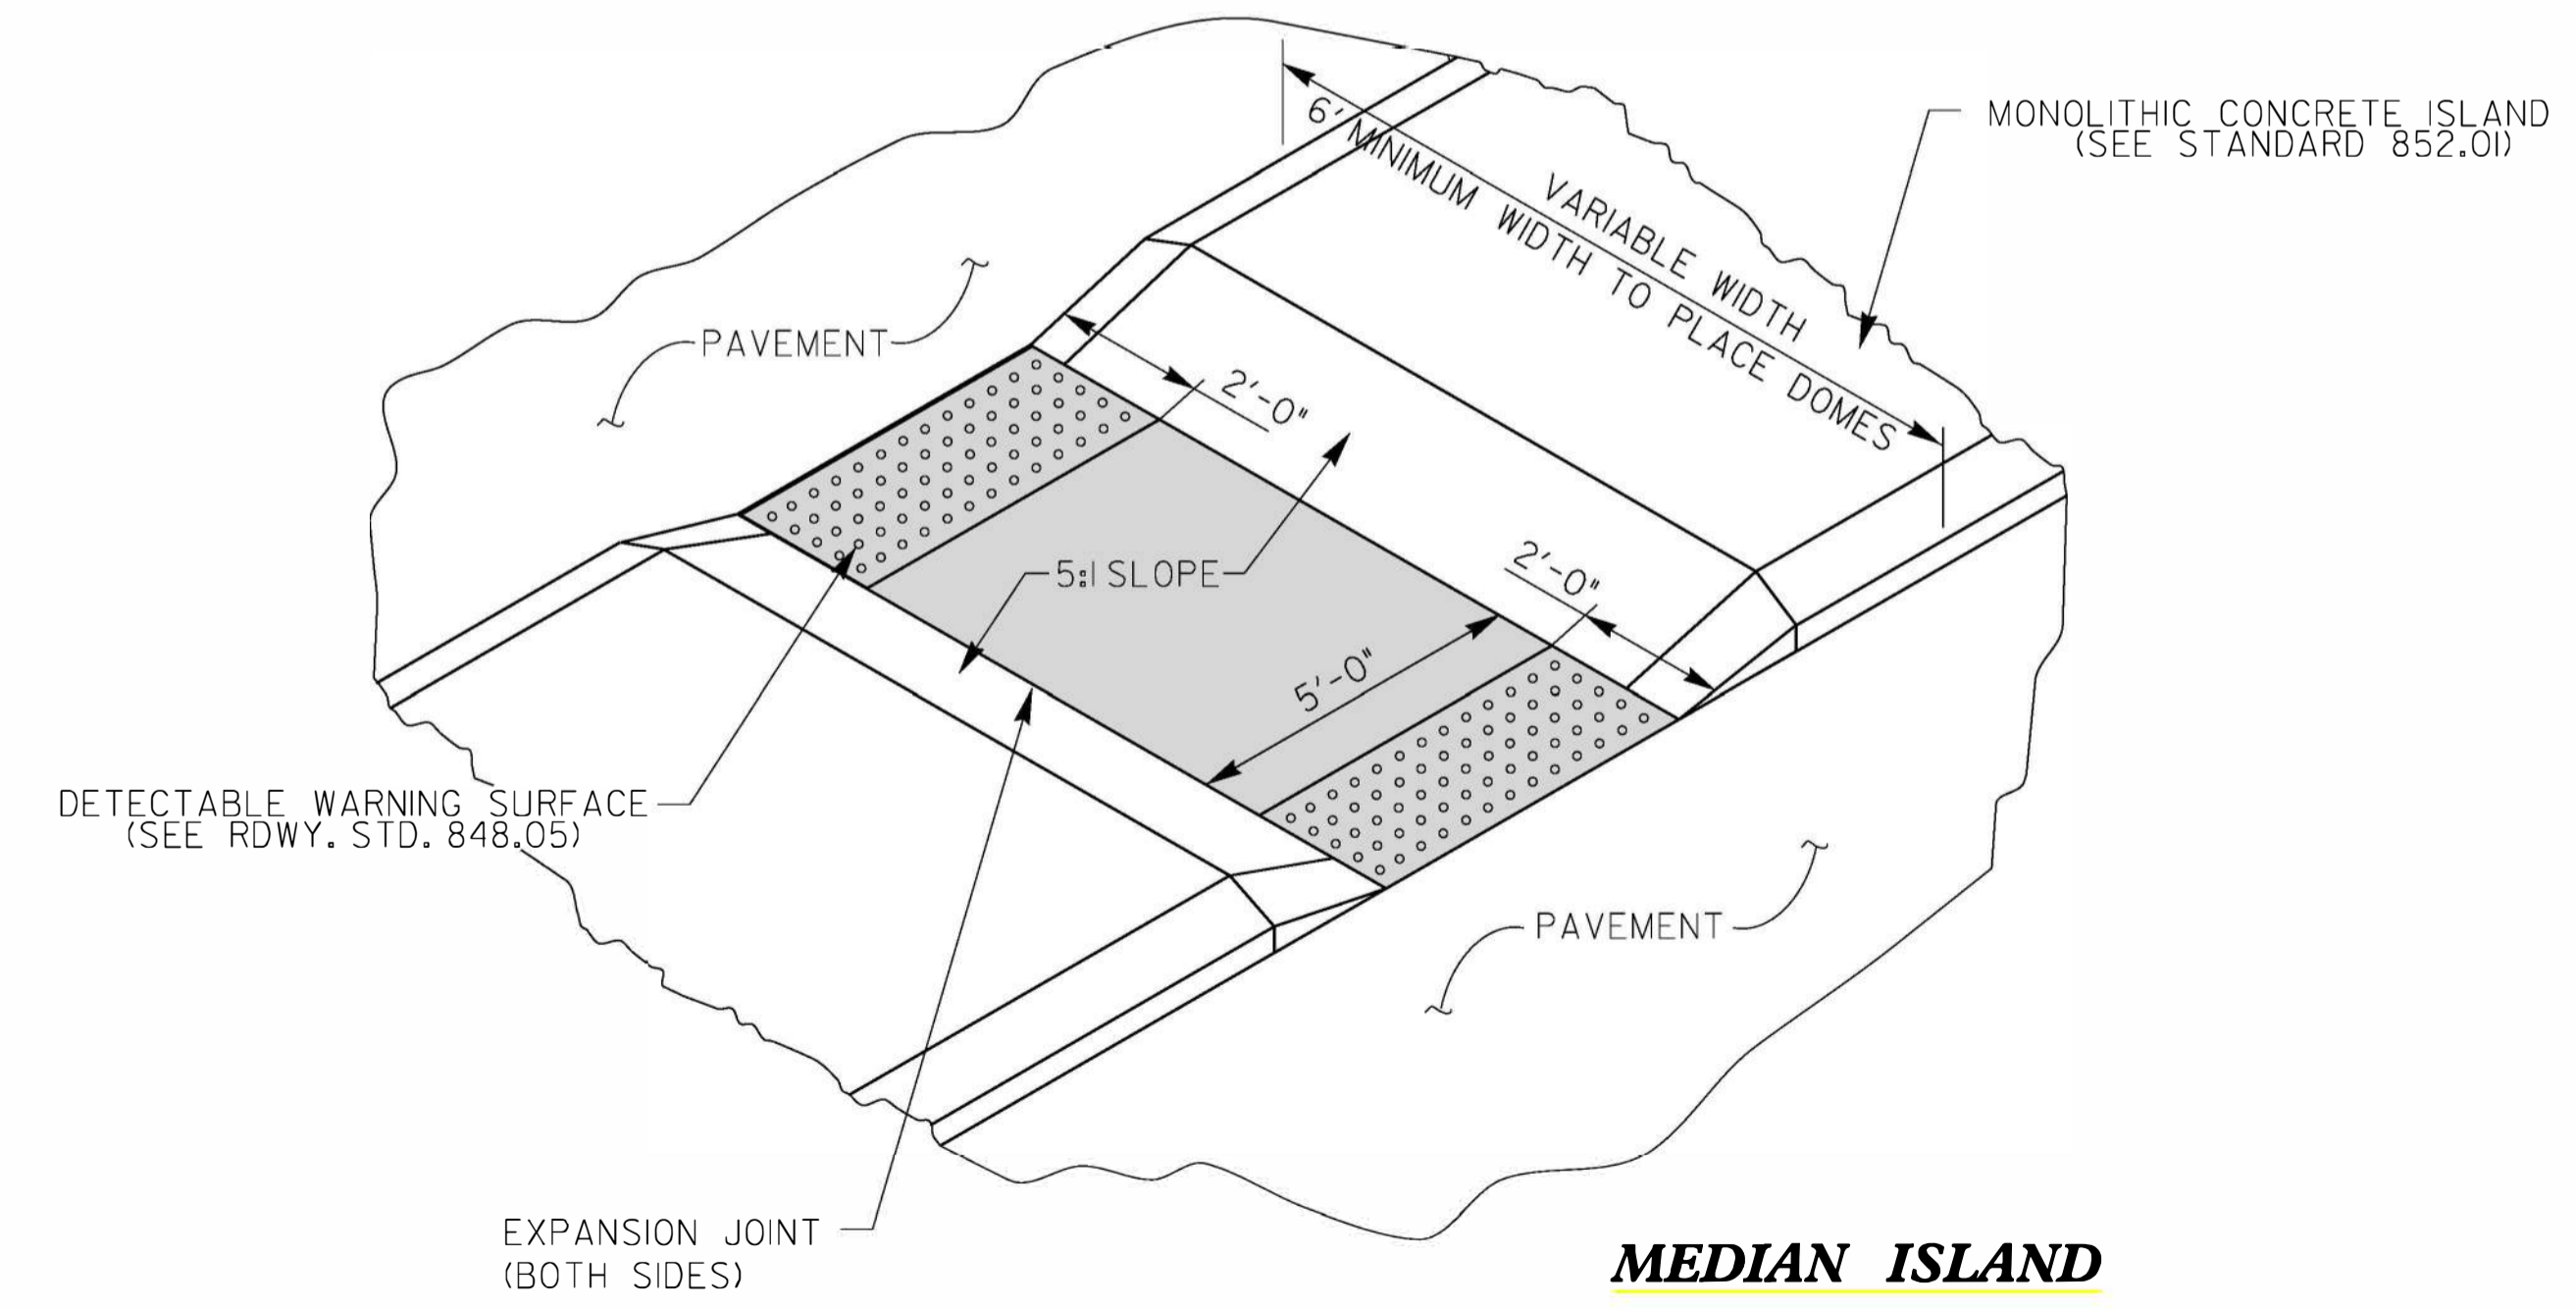 MONOLITHIC CONCRETE ISLAND
(SEE STANDARD 852.01)
VARIABLE WIDTH
6' MINIMUM WIDTH TO PLACE DOMES
PAVEMENT
2'-0"
5:1 SLOPE
2'-0"
5'-0"
DETECTABLE WARNING SURFACE
(SEE RDWY. STD. 848.05)
PAVEMENT
EXPANSION JOINT
(BOTH SIDES)
MEDIAN ISLAND